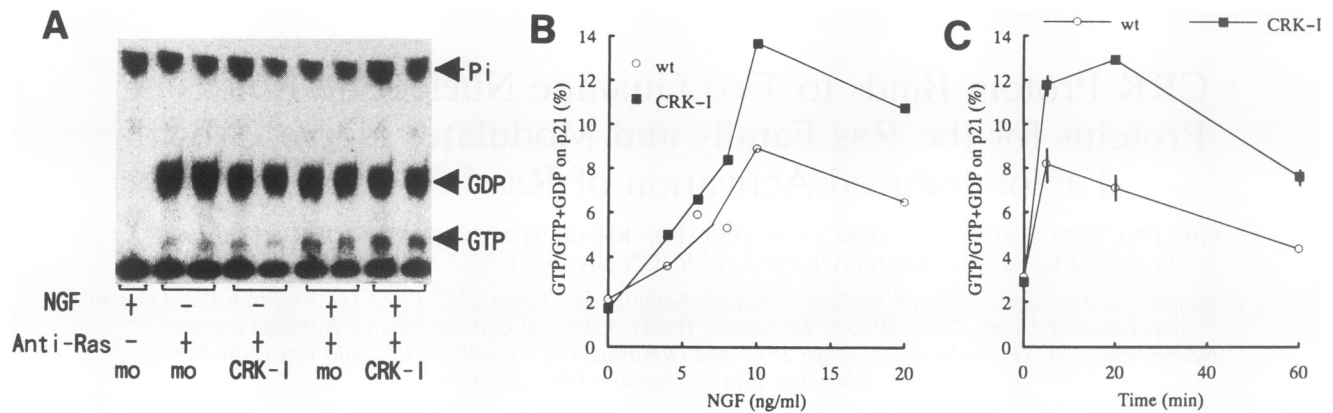 A
Pi
GDP
GTP
NGF + +
Anti-Ras − + + + +
mo mo CRK-I mo CRK-I
B
wt
CRK-I
GTP/GTP+GDP on p21 (%)
14
12
10
8
6
4
2
0
0 5 10 15 20
NGF (ng/ml)
C
wt CRK-I
GTP/GTP+GDP on p21 (%)
14
12
10
8
6
4
2
0
0 20 40 60
Time (min)